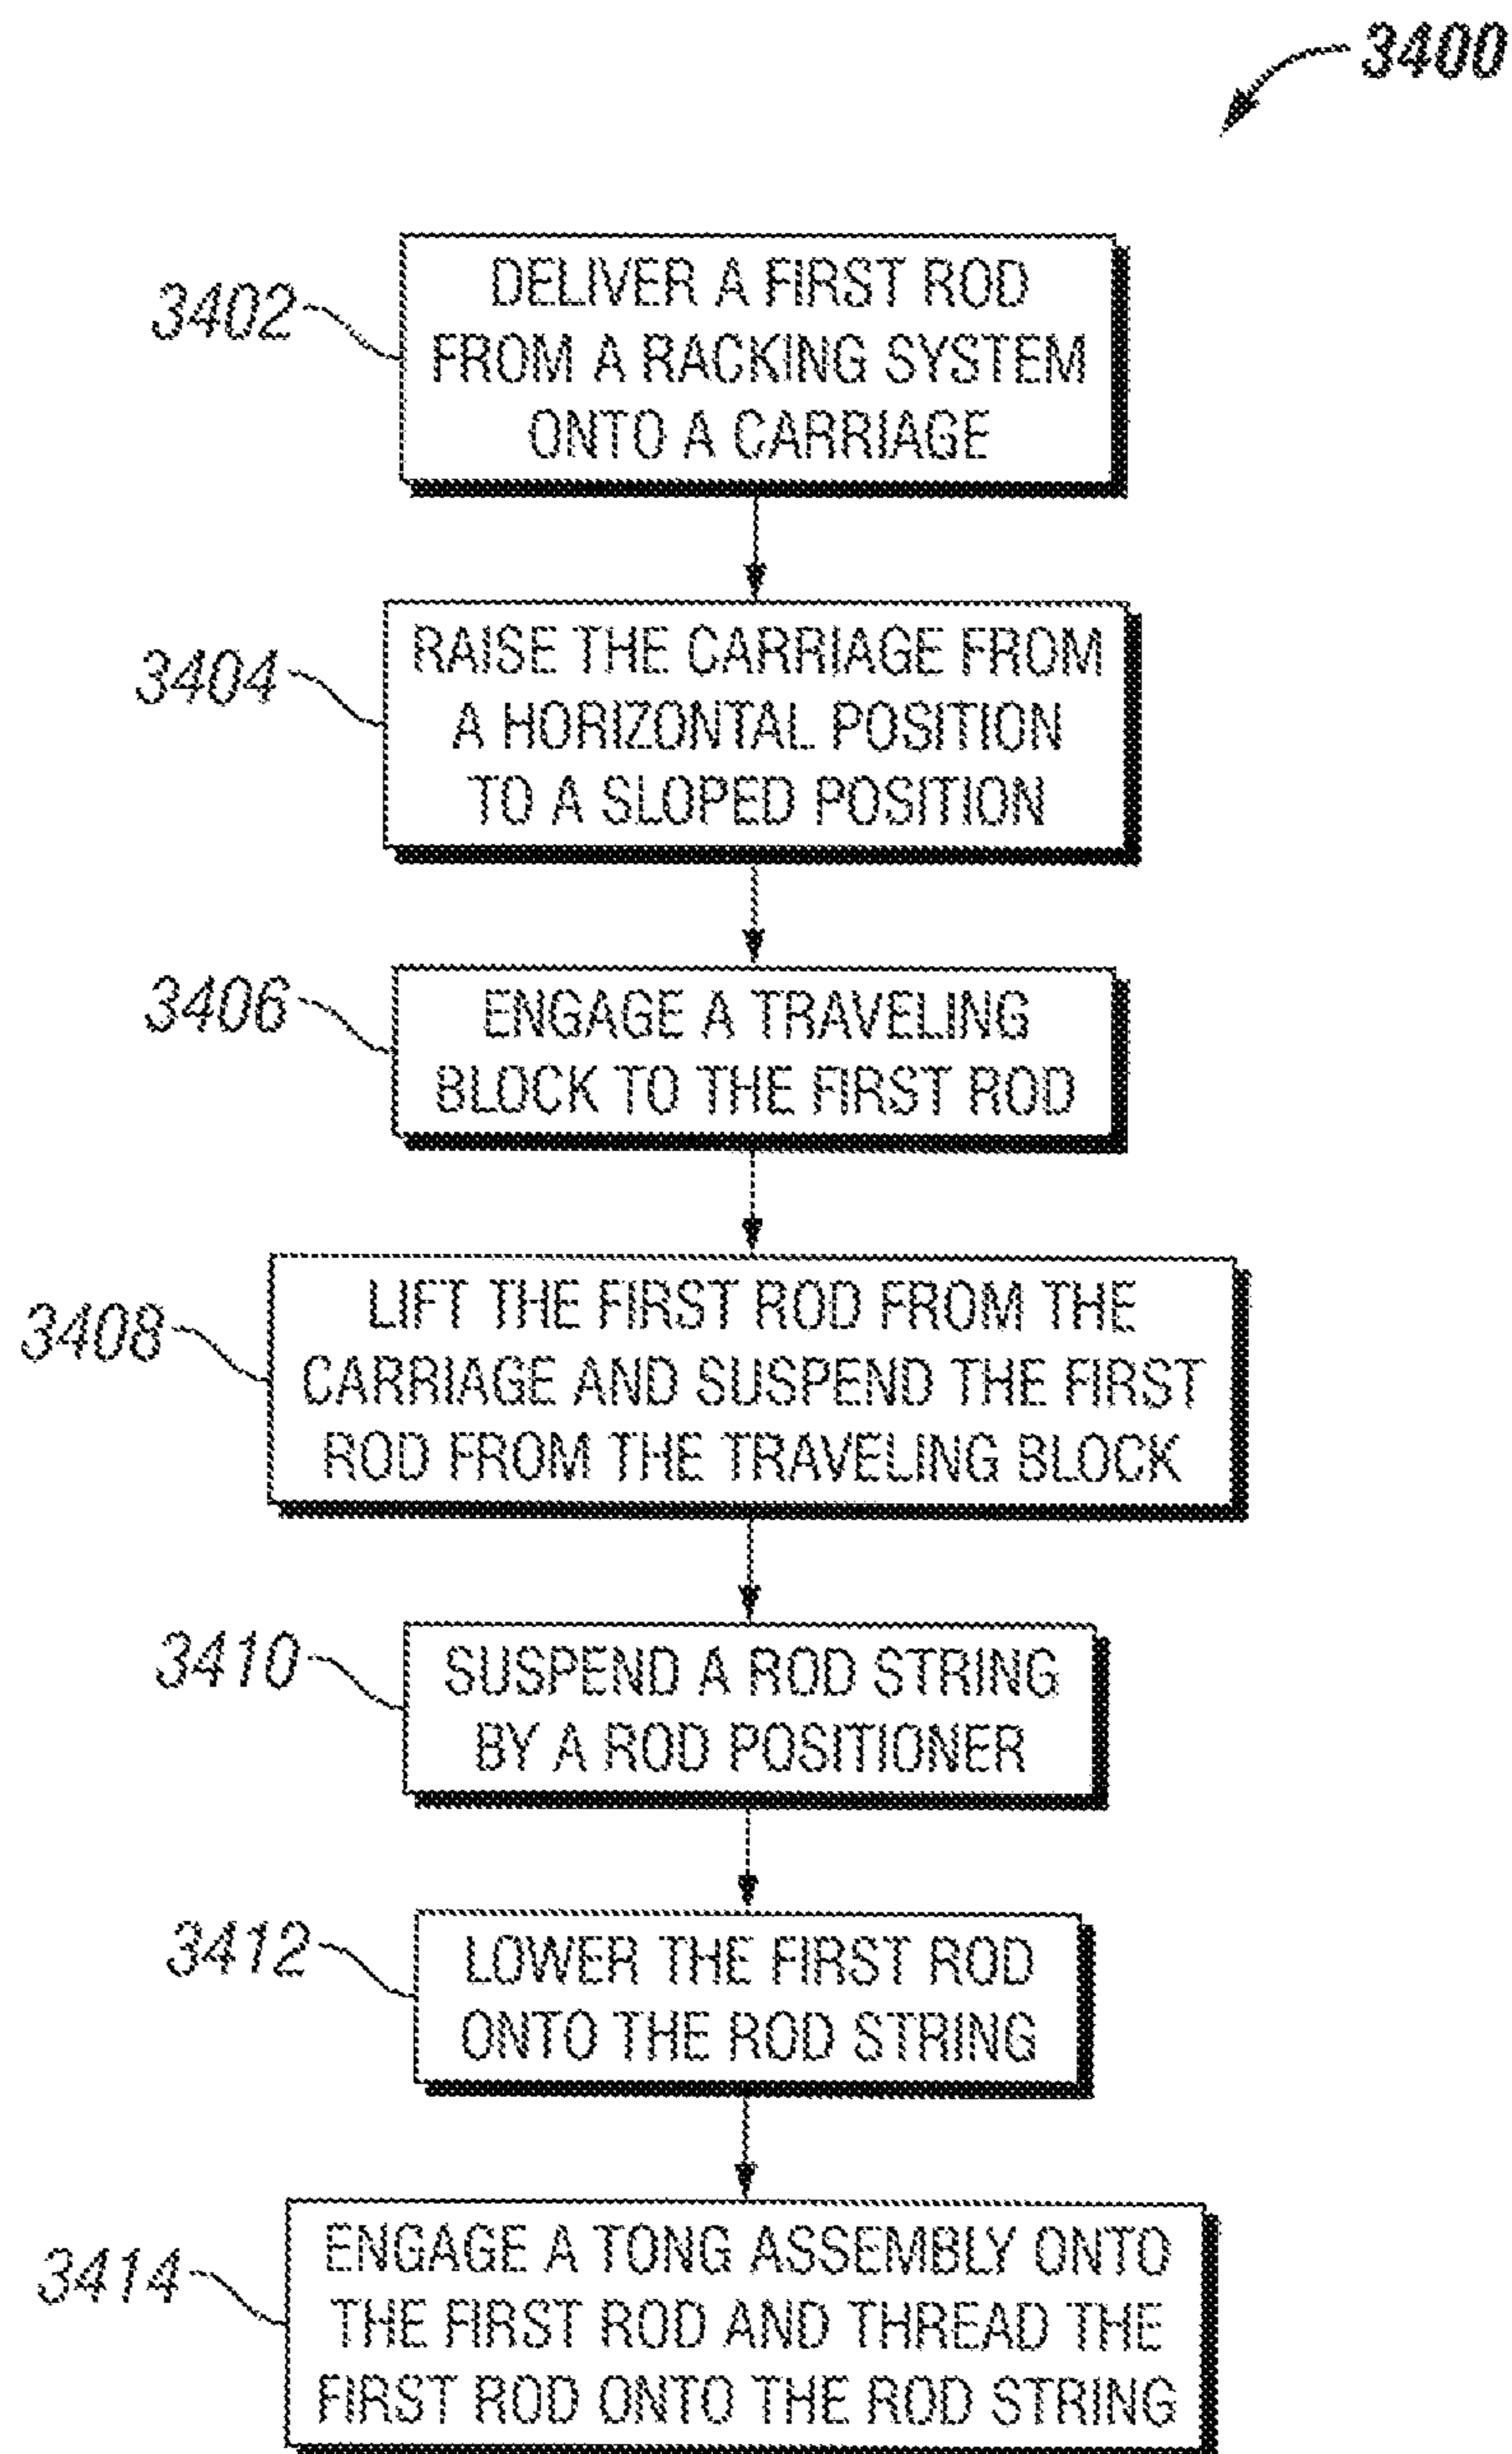 3400
3402
DELIVER A FIRST ROD
FROM A RACKING SYSTEM
ONTO A CARRIAGE
3404
RAISE THE CARRIAGE FROM
A HORIZONTAL POSITION
TO A SLOPED POSITION
3406
ENGAGE A TRAVELING
BLOCK TO THE FIRST ROD
3408
LIFT THE FIRST ROD FROM THE
CARRIAGE AND SUSPEND THE FIRST
ROD FROM THE TRAVELING BLOCK
3410
SUSPEND A ROD STRING
BY A ROD POSITIONER
3412
LOWER THE FIRST ROD
ONTO THE ROD STRING
3414
ENGAGE A TONG ASSEMBLY ONTO
THE FIRST ROD AND THREAD THE
FIRST ROD ONTO THE ROD STRING